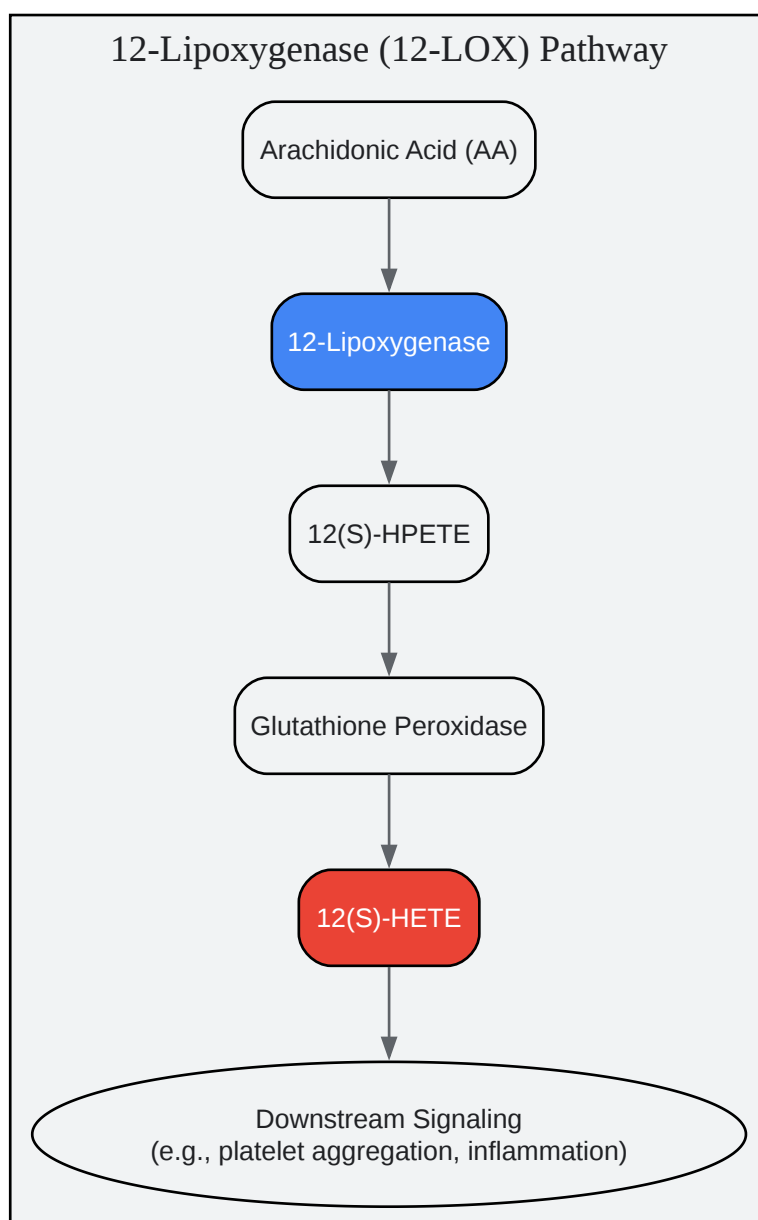 12-Lipoxygenase (12-LOX) Pathway
Arachidonic Acid (AA)
12-Lipoxygenase
12(S)-HPETE
Glutathione Peroxidase
12(S)-HETE
Downstream Signaling
(e.g., platelet aggregation, inflammation)